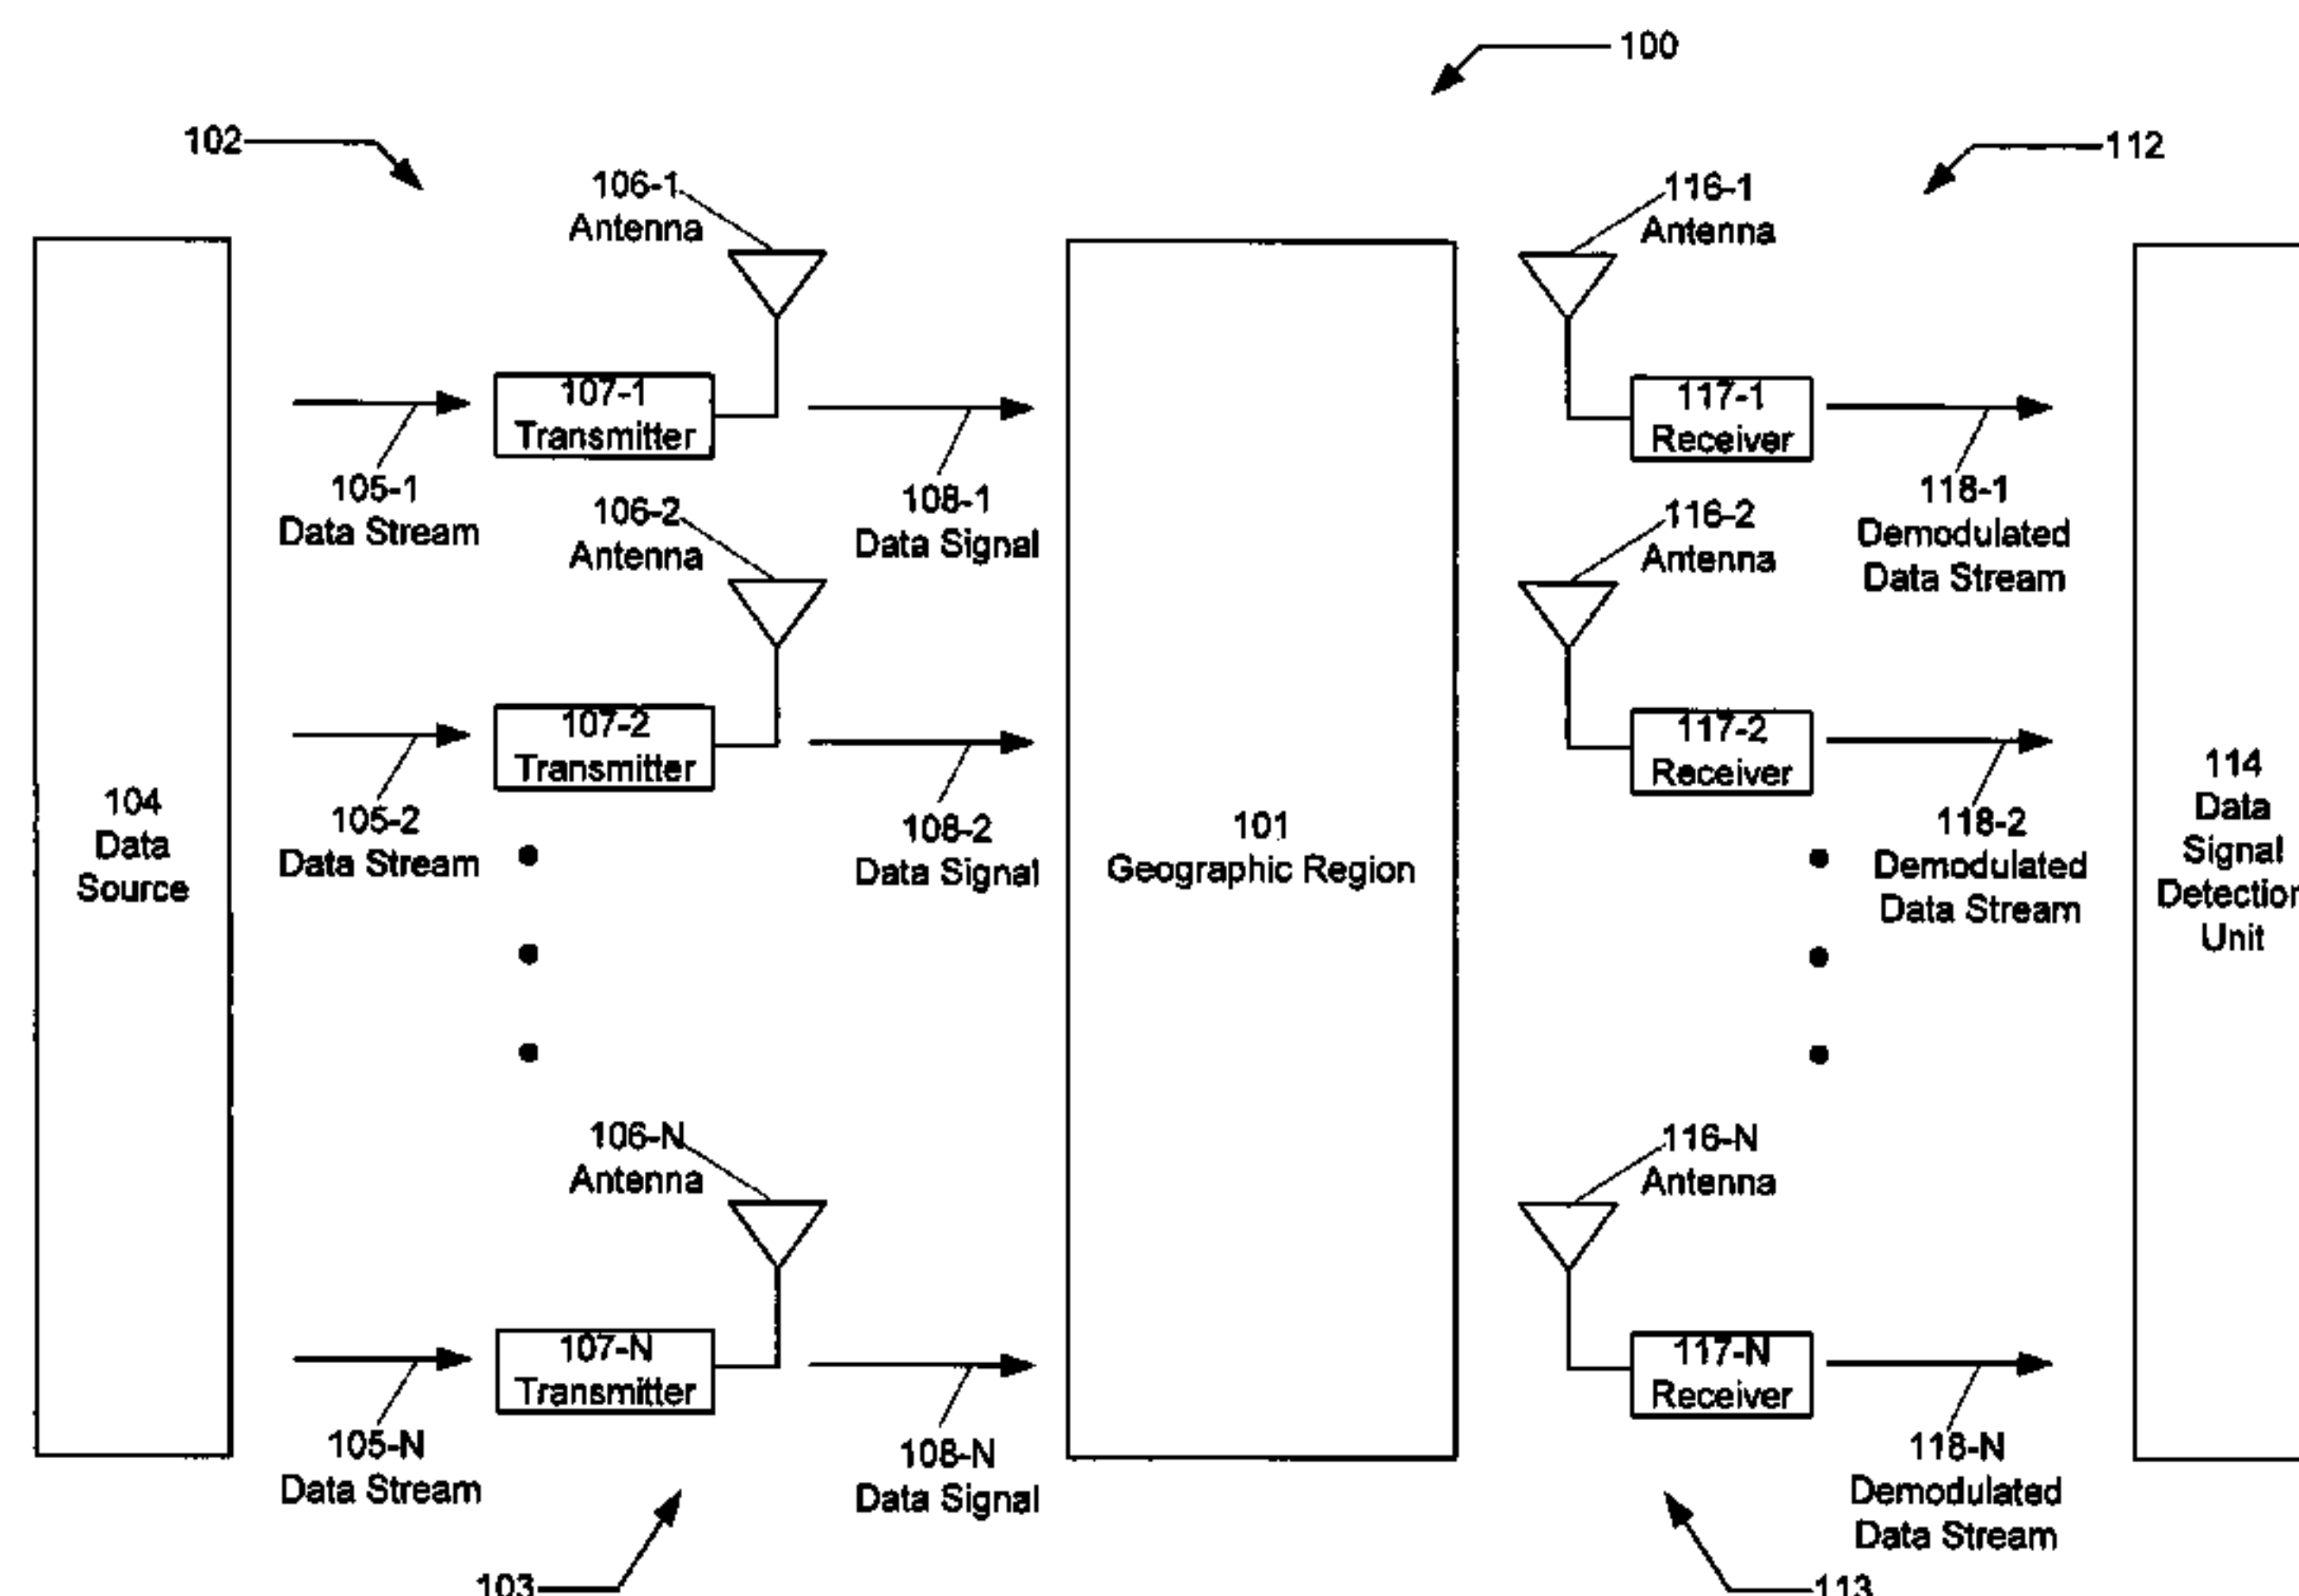 100
102
112
106-1
Antenna
116-1
Antenna
107-1
Transmitter
117-1
Receiver
105-1
Data Stream
108-1
Data Signal
118-1
Demodulated
Data Stream
106-2
Antenna
116-2
Antenna
107-2
Transmitter
117-2
Receiver
104
Data
Source
105-2
Data Stream
108-2
Data Signal
101
Geographic Region
118-2
Demodulated
Data Stream
114
Data
Signal
Detection
Unit
106-N
Antenna
116-N
Antenna
107-N
Transmitter
117-N
Receiver
105-N
Data Stream
108-N
Data Signal
118-N
Demodulated
Data Stream
103
113